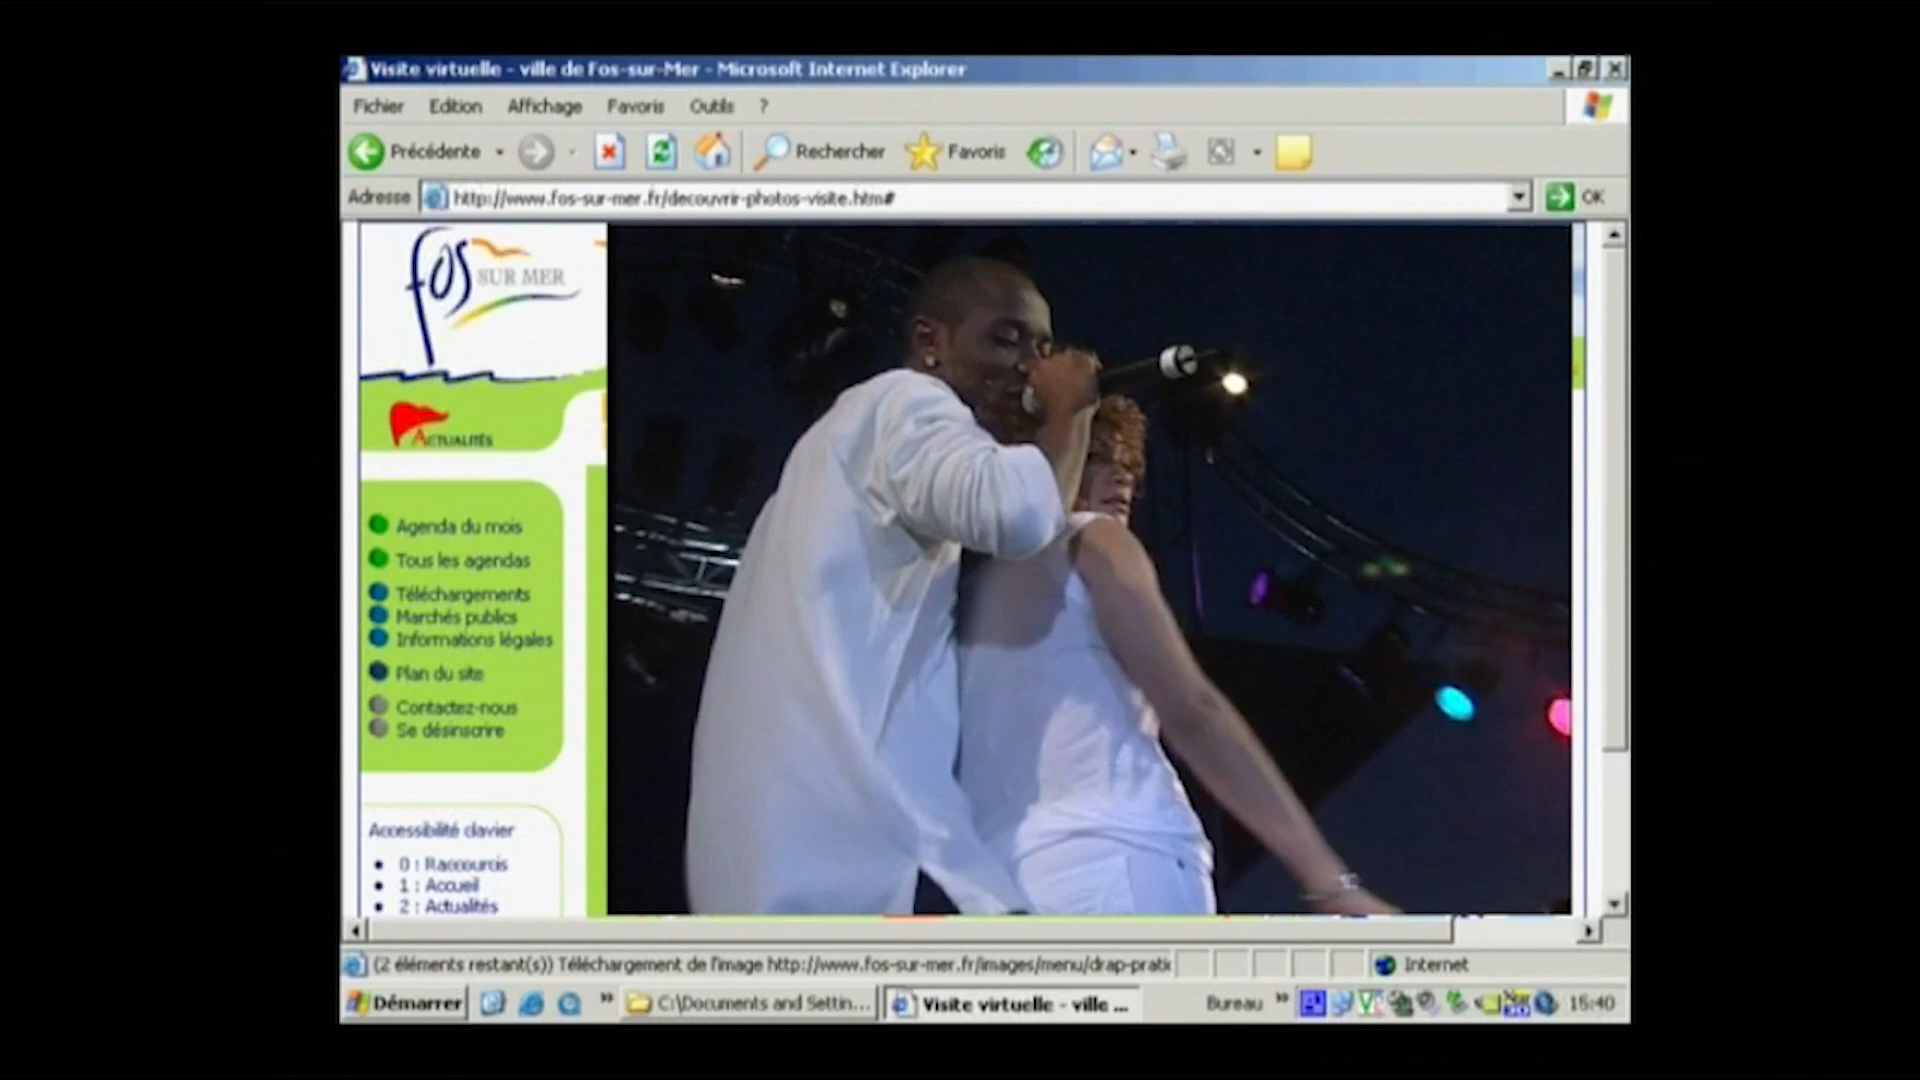 Visite virtuelle - ville de Fos-sur-Mer - Microsoft Internet Explorer
Fichier Edition Affichage Favoris Outils ?
Précédente Rechercher Favoris
Adresse http://www.fos-sur-mer.fr/decouvrir-photos-visite.htm# OK
fos SUR MER
ACTUALITÉS
Agenda du mois
Tous les agendas
Téléchargements
Marchés publics
Informations légales
Plan du site
Contactez-nous
Se désinscrire
Accessibilité clavier
0 : Raccourcis
1 : Accueil
2 : Actualités
(2 éléments restant(s)) Téléchargement de l'image http://www.fos-sur-mer.fr/images/menu/drap-pratik Internet
Démarrer » C:\Documents and Settin... Visite virtuelle - ville ... Bureau » 15:40